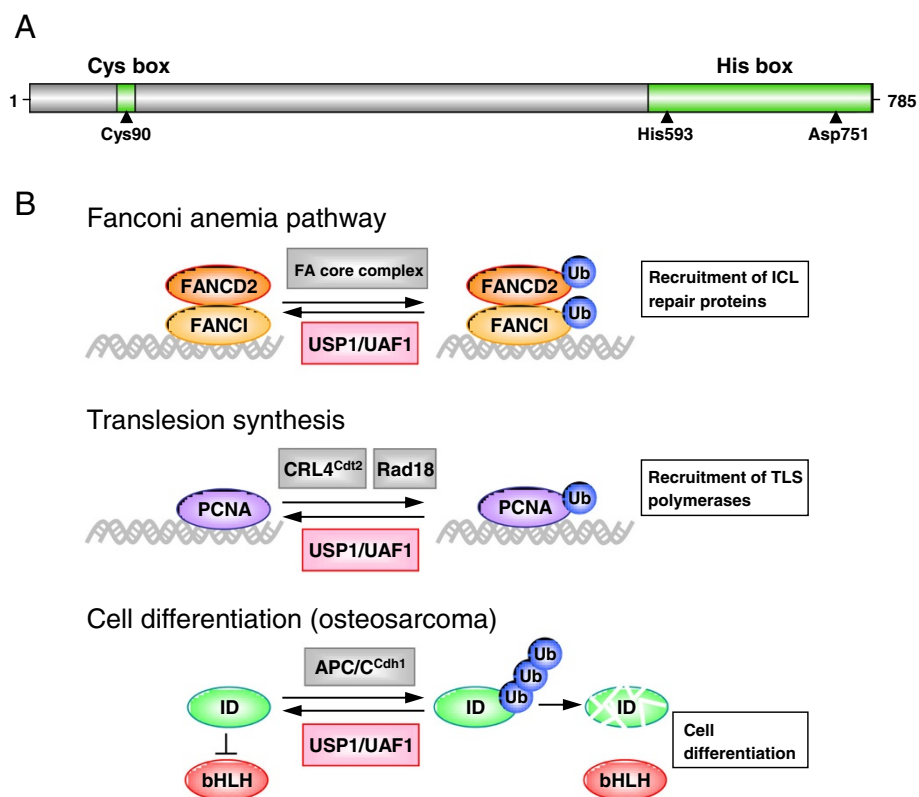 A
Cys box
His box
1
785
Cys90
His593
Asp751
B
Fanconi anemia pathway
FA core complex
FANCD2
FANCI
USP1/UAF1
FANCD2
Ub
FANCI
Ub
Recruitment of ICL
repair proteins
Translesion synthesis
CRL4Cdt2
Rad18
PCNA
USP1/UAF1
PCNA
Ub
Recruitment of TLS
polymerases
Cell differentiation (osteosarcoma)
APC/CCdh1
ID
USP1/UAF1
bHLH
ID
Ub
Ub
Ub
ID
bHLH
Cell
differentiation